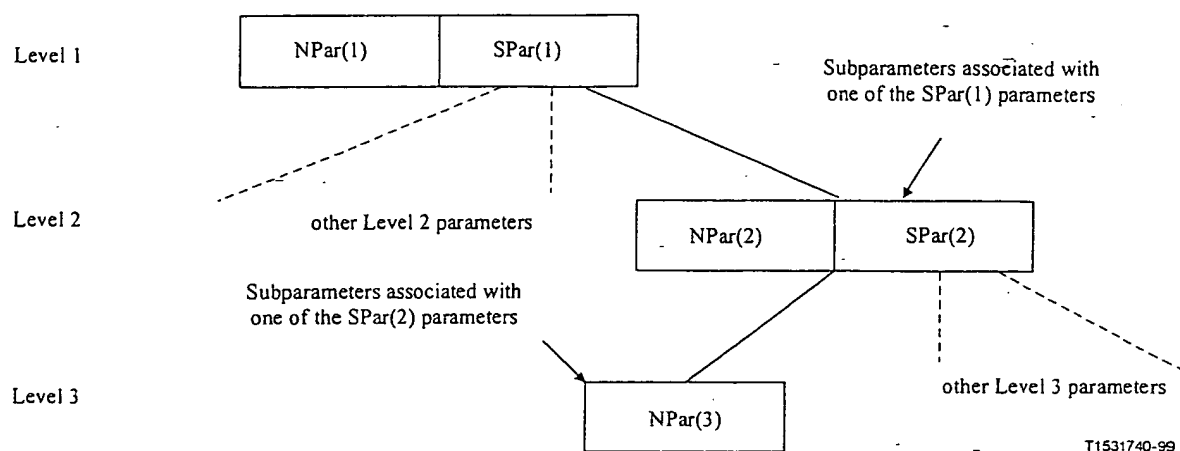 Level 1
NPar(1)
SPar(1)
Subparameters associated with
one of the SPar(1) parameters
Level 2
other Level 2 parameters
NPar(2)
SPar(2)
Subparameters associated with
one of the SPar(2) parameters
Level 3
NPar(3)
other Level 3 parameters
T1531740-99